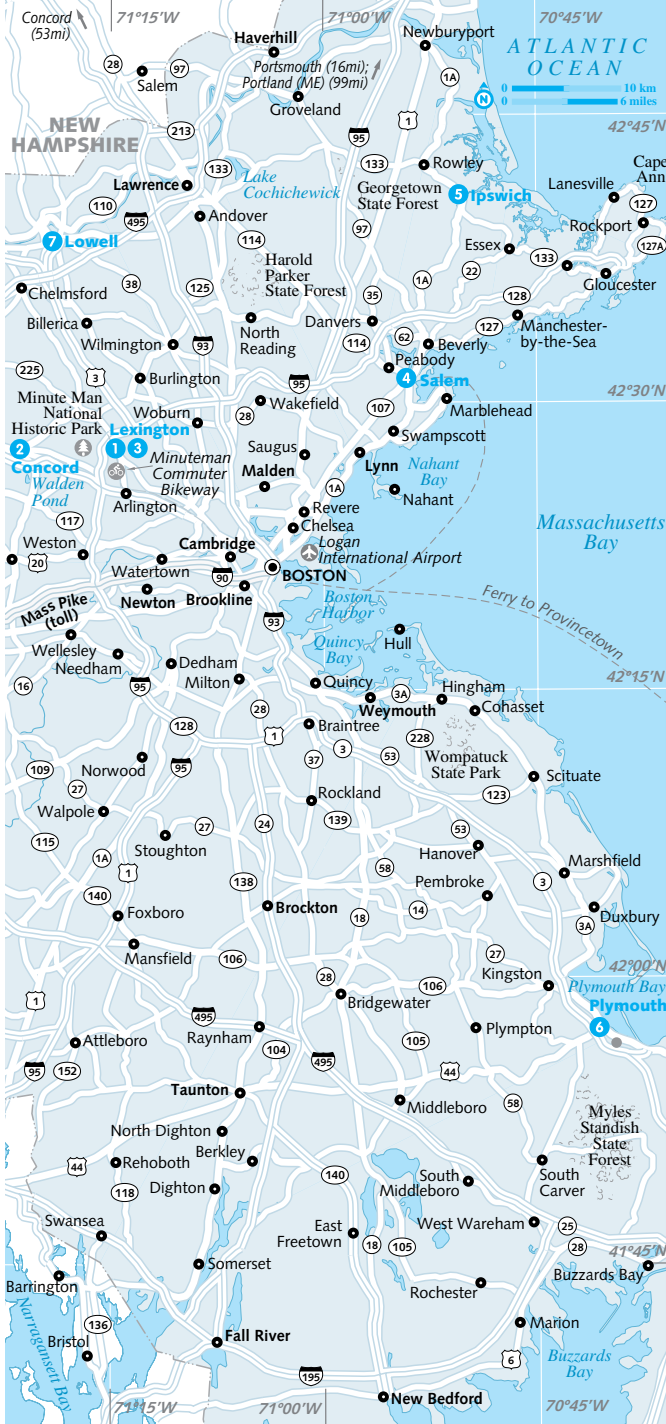 Concord
(53mi)
71°15'W
71°00'W
70°45'W
Haverhill
Newburyport
ATLANTIC
OCEAN
28
97
Salem
Portsmouth (16mi);
Portland (ME) (99mi)
1A
0
10 km
0
6 miles
N
Groveland
1
NEW
HAMPSHIRE
213
95
42°45'N
133
133
Rowley
Lawrence
Lake
Cochichewick
Georgetown
State Forest
5 Ipswich
Lanesville
Cape
Ann
127
110
495
Andover
Rockport
7 Lowell
114
97
Essex
133
127A
Harold
Parker
State Forest
22
Gloucester
38
125
35
1A
128
Chelmsford
Billerica
North
Reading
Danvers
127
Manchester-
by-the-Sea
Wilmington
93
114
62
Beverly
225
3
Burlington
95
Peabody
4 Salem
42°30'N
Minute Man
National
Historic Park
Woburn
28
Wakefield
107
Marblehead
Lexington
Swampscott
2
1
3
Minuteman
Commuter
Bikeway
Saugus
Lynn
Concord
Malden
Nahant
Bay
Walden
Pond
Arlington
1A
Nahant
117
Revere
Chelsea
Massachusetts
Bay
Weston
Cambridge
Logan
International Airport
20
Watertown
90
BOSTON
Newton
Brookline
Mass Pike
(toll)
Boston
Harbor
Ferry to Provincetown
93
Wellesley
Quincy
Bay
Hull
Needham
Dedham
16
95
Milton
Quincy
3A
Hingham
42°15'N
28
Weymouth
Cohasset
128
1
Braintree
228
3
53
Wompatuck
State Park
109
Norwood
95
37
Scituate
27
Rockland
123
Walpole
27
24
139
115
Stoughton
53
Hanover
1A
1
58
Marshfield
138
Pembroke
3
140
Brockton
14
Foxboro
18
Duxbury
3A
Mansfield
106
27
42°00'N
28
106
Kingston
Plymouth Bay
1
Bridgewater
Plymouth
495
6
Raynham
Plympton
Attleboro
105
104
495
95
152
44
Taunton
58
Middleboro
Myles
Standish
State
Forest
North Dighton
44
Rehoboth
Berkley
140
South
Middleboro
South
Carver
118
Dighton
Swansea
East
Freetown
West Wareham
25
18
105
28
41°45'N
Somerset
Buzzards Bay
Barrington
Rochester
Narragansett Bay
136
Marion
Bristol
Fall River
Buzzards
Bay
6
195
New Bedford
71°15'W
71°00'W
70°45'W